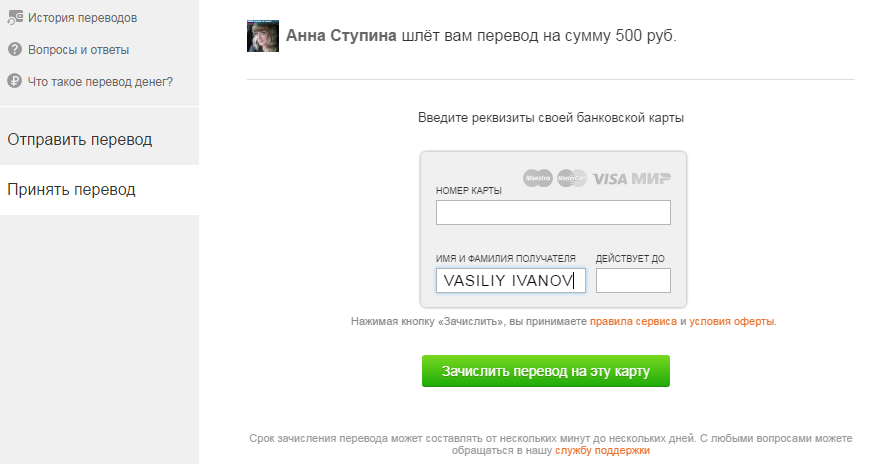 История переводов
Вопросы и ответы
Что такое перевод денег?
Отправить перевод
Принять перевод
Анна Ступина шлёт вам перевод на сумму 500 руб.
Введите реквизиты своей банковской карты
Maestro MasterCard VISA МИР
НОМЕР КАРТЫ
ИМЯ И ФАМИЛИЯ ПОЛУЧАТЕЛЯ ДЕЙСТВУЕТ ДО
VASILIY IVANOV
Нажимая кнопку «Зачислить», вы принимаете правила сервиса и условия оферты.
Зачислить перевод на эту карту
Срок зачисления перевода может составлять от нескольких минут до нескольких дней. С любыми вопросами можете
обращаться в нашу службу поддержки